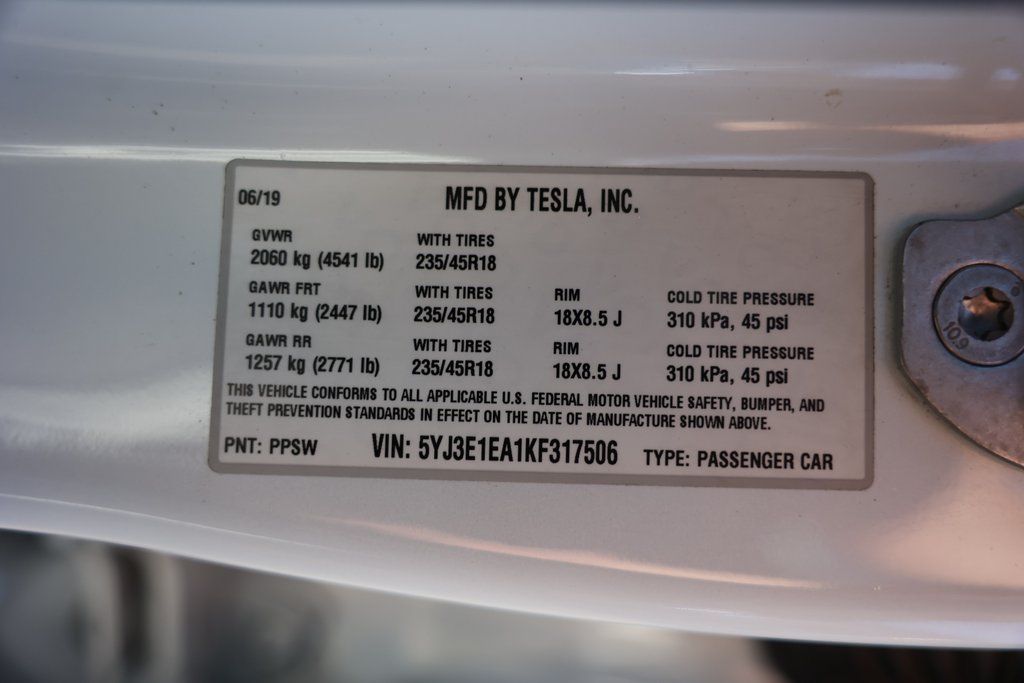 06/19 MFD BY TESLA, INC.
GVWR WITH TIRES
2060 kg (4541 lb) 235/45R18
GAWR FRT WITH TIRES RIM COLD TIRE PRESSURE
1110 kg (2447 lb) 235/45R18 18X8.5 J 310 kPa, 45 psi
GAWR RR WITH TIRES RIM COLD TIRE PRESSURE
1257 kg (2771 lb) 235/45R18 18X8.5 J 310 kPa, 45 psi
THIS VEHICLE CONFORMS TO ALL APPLICABLE U.S. FEDERAL MOTOR VEHICLE SAFETY, BUMPER, AND
THEFT PREVENTION STANDARDS IN EFFECT ON THE DATE OF MANUFACTURE SHOWN ABOVE.
PNT: PPSW VIN: 5YJ3E1EA1KF317506 TYPE: PASSENGER CAR
10.9